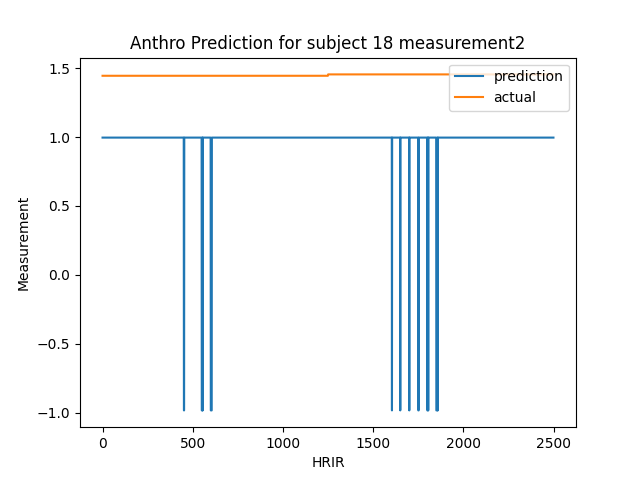 Anthro Prediction for subject 18 measurement2
prediction
actual
1.5
1.0
0.5
0.0
−0.5
−1.0
Measurement
0
500
1000
1500
2000
2500
HRIR